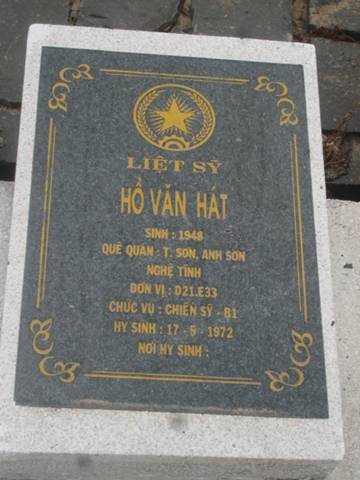 LIỆT SỸ
HỒ VĂN HÁT
SINH : 1948
QUÊ QUÁN : T. SƠN, ANH SƠN
NGHỆ TĨNH
ĐƠN VỊ : D21.E33
CHỨC VỤ : CHIẾN SỸ - B1
HY SINH : 17 - 5 - 1972
NƠI HY SINH :